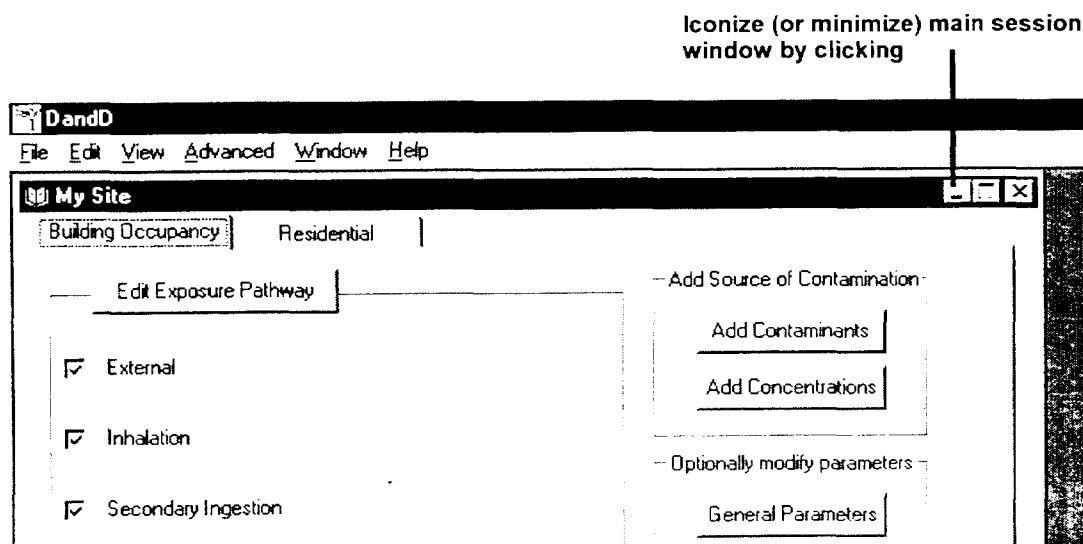 Iconize (or minimize) main session
window by clicking
DandD
File Edit View Advanced Window Help
My Site
Building Occupancy Residential
Edit Exposure Pathway
Add Source of Contamination
Add Contaminants
External
Add Concentrations
Inhalation
Optionally modify parameters
Secondary Ingestion
General Parameters